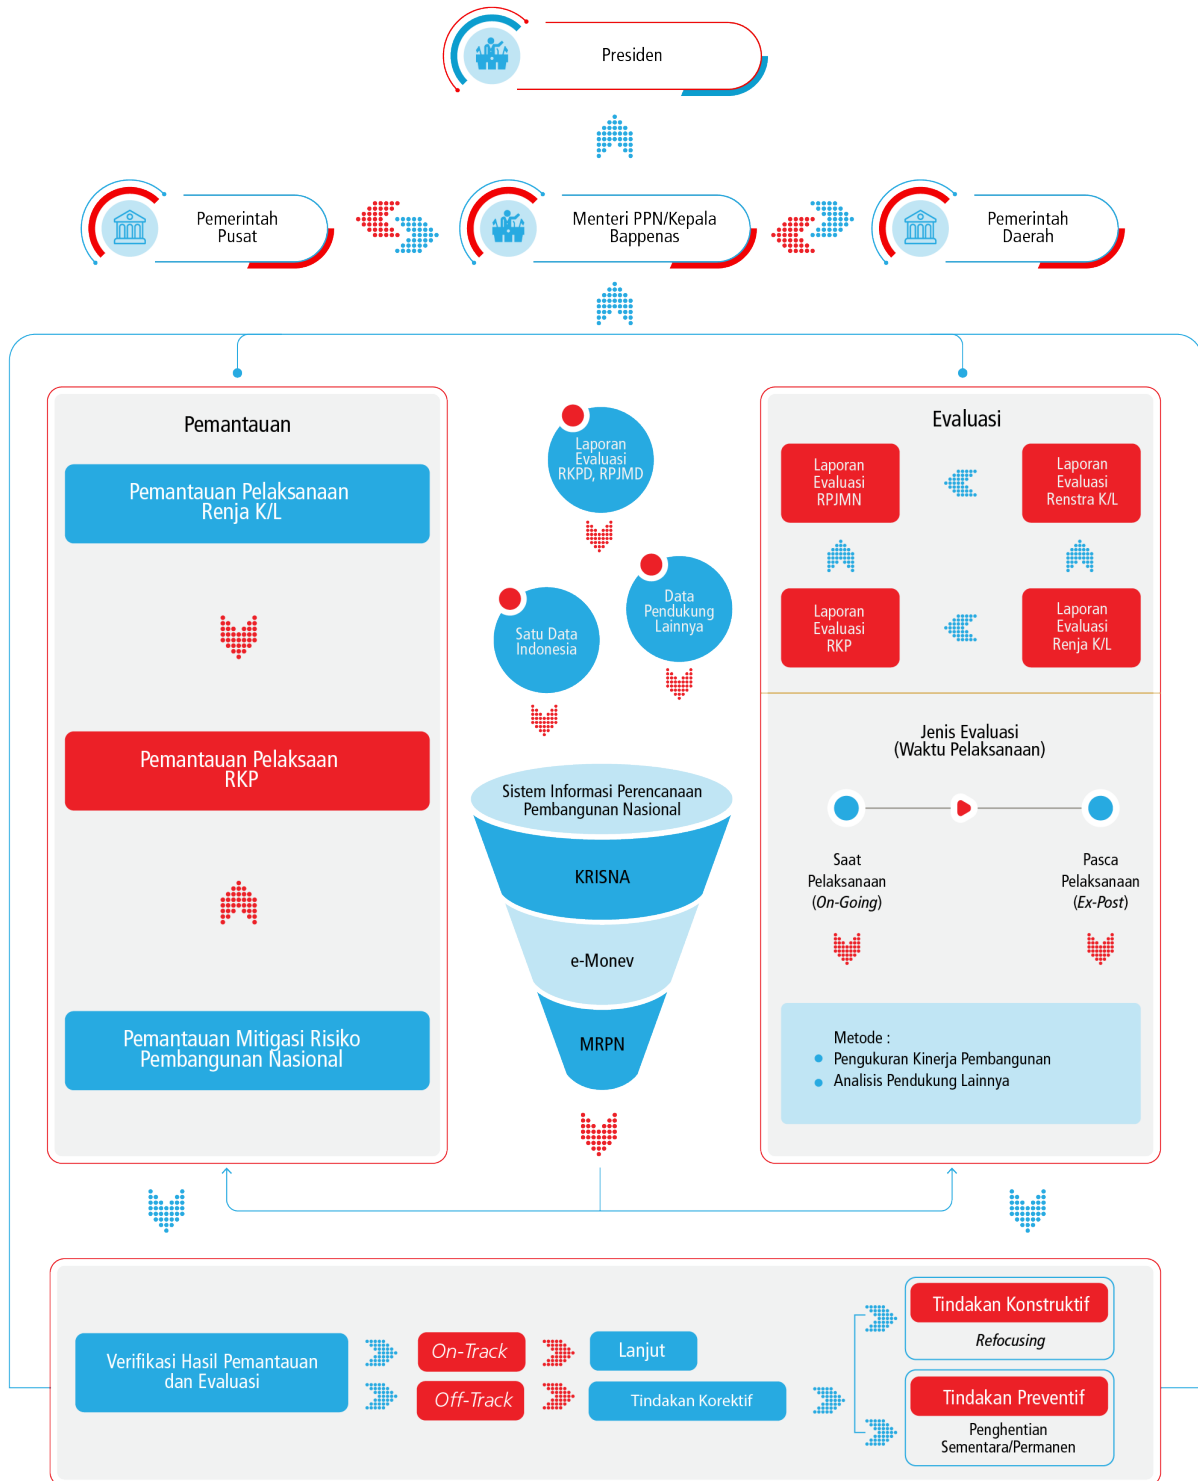 Presiden
Pemerintah
Pusat
Menteri PPN/Kepala
Bappenas
Pemerintah
Daerah
Pemantauan
Pemantauan Pelaksanaan
Renja K/L
Pemantauan Pelaksaan
RKP
Pemantauan Mitigasi Risiko
Pembangunan Nasional
Laporan
Evaluasi
RKPD, RPJMD
Data
Pendukung
Lainnya
Satu Data
Indonesia
Sistem Informasi Perencanaan
Pembangunan Nasional
KRISNA
e-Monev
MRPN
Evaluasi
Laporan
Evaluasi
RPJMN
Laporan
Evaluasi
Renstra K/L
Laporan
Evaluasi
RKP
Laporan
Evaluasi
Renja K/L
Jenis Evaluasi
(Waktu Pelaksanaan)
Saat
Pelaksanaan
(On-Going)
Pasca
Pelaksanaan
(Ex-Post)
Metode :
Pengukuran Kinerja Pembangunan
Analisis Pendukung Lainnya
Verifikasi Hasil Pemantauan
dan Evaluasi
On-Track
Lanjut
Off-Track
Tindakan Korektif
Tindakan Konstruktif
Refocusing
Tindakan Preventif
Penghentian
Sementara/Permanen